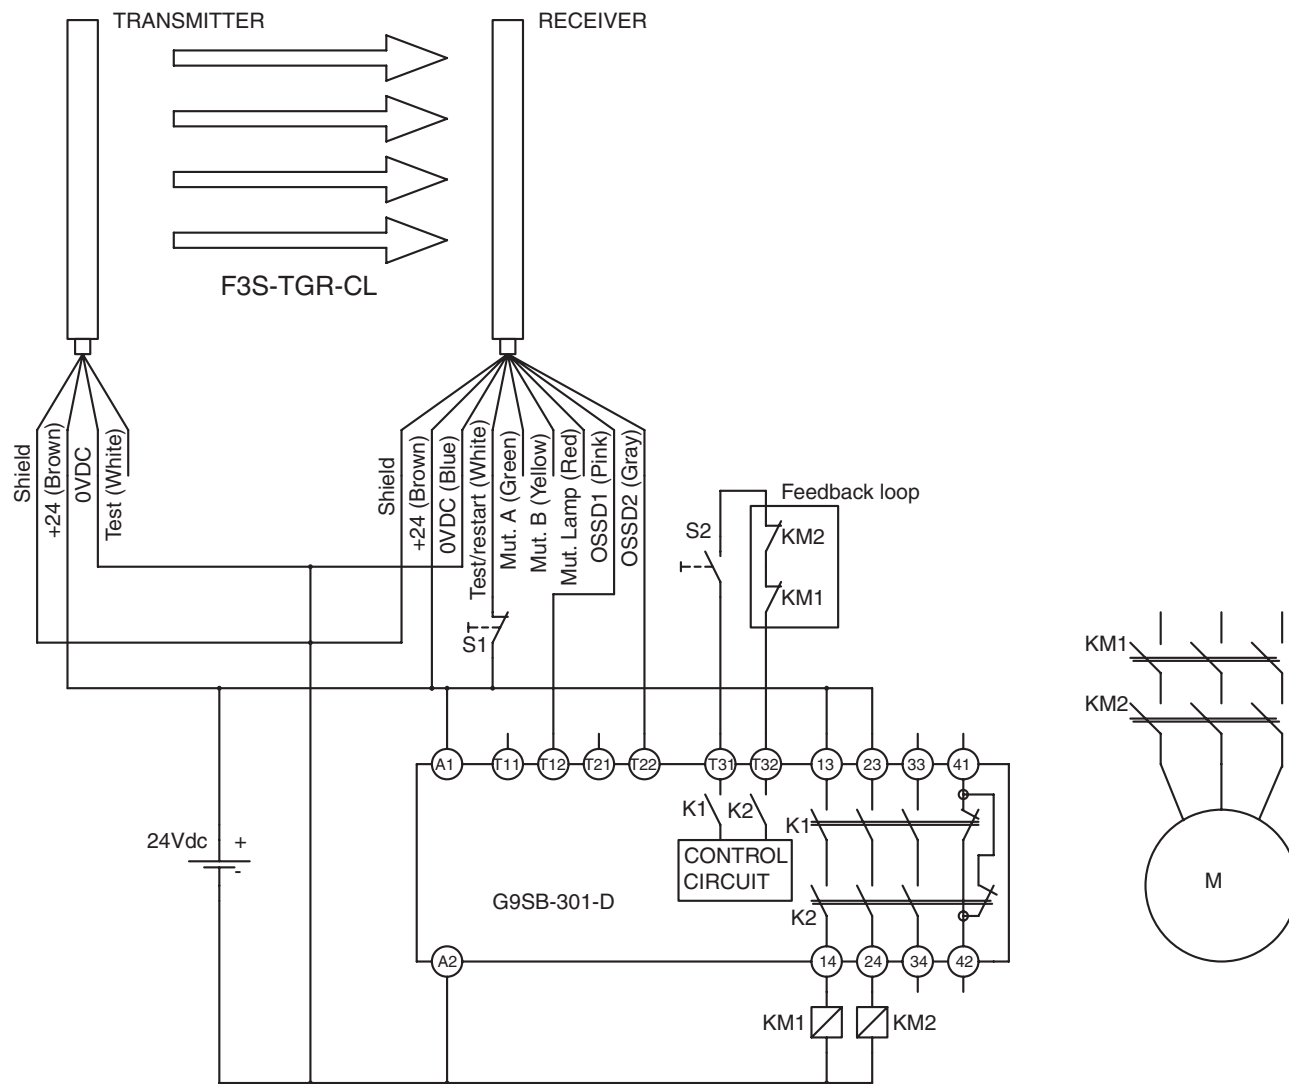 TRANSMITTER
RECEIVER
F3S-TGR-CL
Shield
+24 (Brown)
0VDC
Test (White)
Shield
+24 (Brown)
0VDC (Blue)
Test/restart (White)
Mut. A (Green)
Mut. B (Yellow)
Mut. Lamp (Red)
OSSD1 (Pink)
OSSD2 (Gray)
Feedback loop
S2
KM2
KM1
S1
KM1
KM2
A1
T11
T12
T21
T22
T31
T32
13
23
33
41
K1
K2
K1
24Vdc
+
-
CONTROL
CIRCUIT
G9SB-301-D
K2
M
A2
14
24
34
42
KM1
KM2